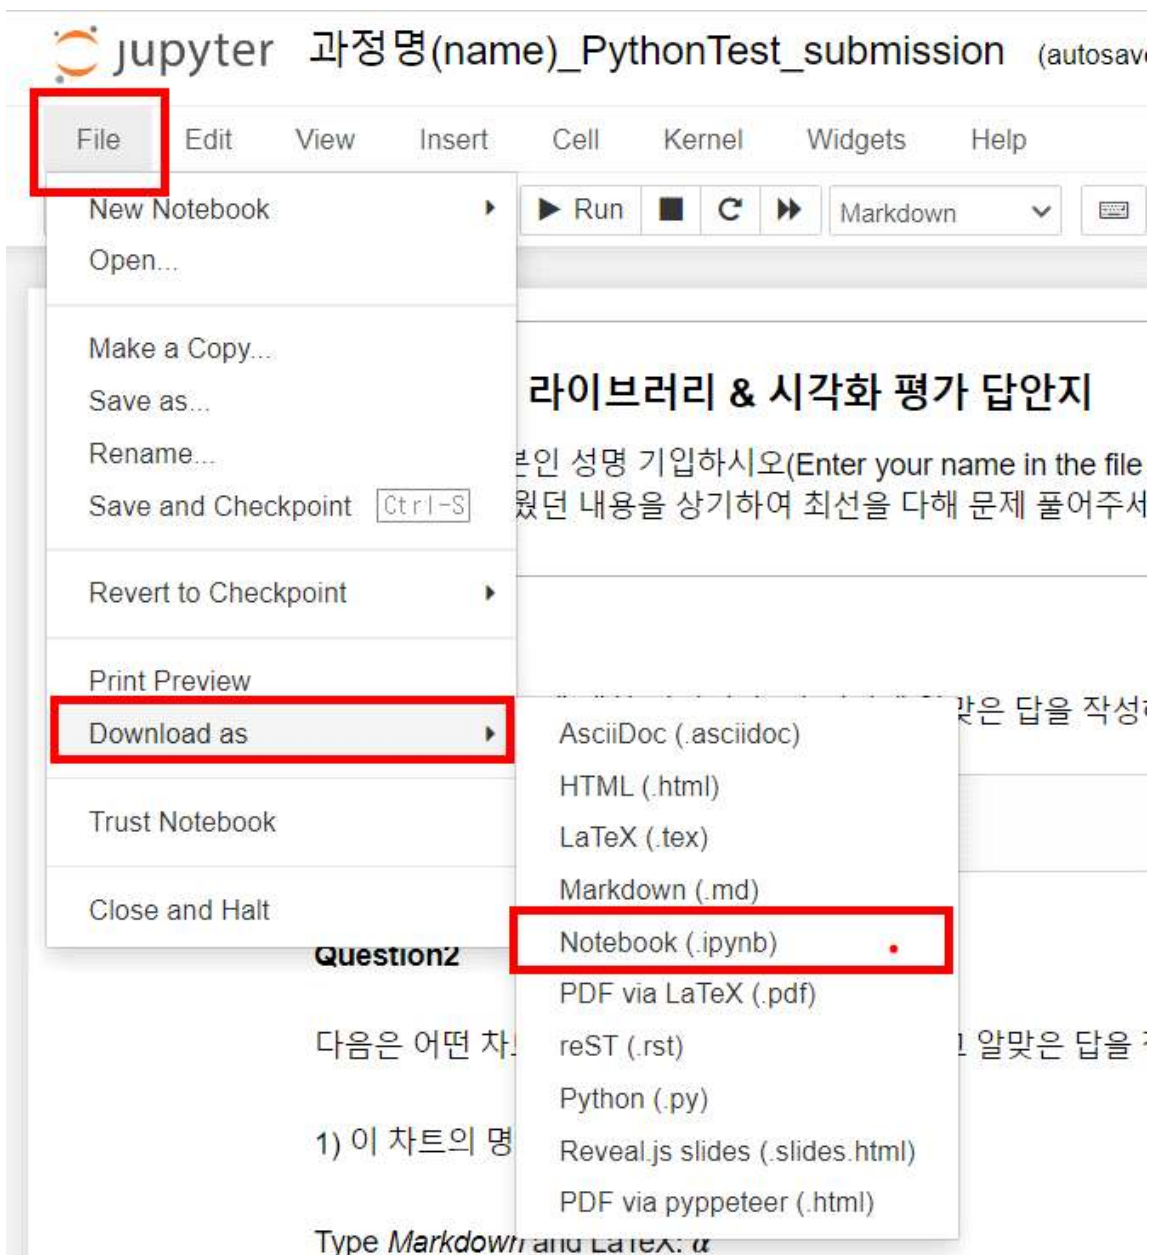 jupyter 과정명(name)_PythonTest_submission (autosave
File Edit View Insert Cell Kernel Widgets Help
New Notebook
Run
Markdown
Open...
Make a Copy...
라이브러리 & 시각화 평가 답안지
Save as...
Rename...
본인 성명 기입하시오(Enter your name in the file
Save and Checkpoint Ctrl-S
웠던 내용을 상기하여 최선을 다해 문제 풀어주세
Revert to Checkpoint
Print Preview
맞은 답을 작성
Download as
AsciiDoc (.asciidoc)
HTML (.html)
Trust Notebook
LaTeX (.tex)
Markdown (.md)
Close and Halt
Notebook (.ipynb)
Question2
PDF via LaTeX (.pdf)
다음은 어떤 차
reST (.rst)
알맞은 답을
Python (.py)
1) 이 차트의 명
Reveal.js slides (.slides.html)
PDF via pyppeteer (.html)
Type Markdown and LaTeX: α